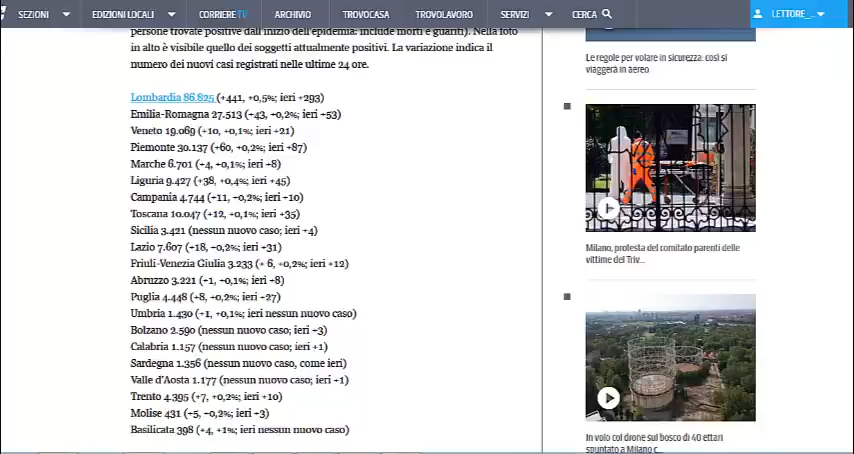 SEZIONI
EDIZIONI LOCALI
CORRIERE TV
ARCHIVIO
TROVOCASA
TROVOLAVORO
SERVIZI
CERCA
LETTORE_...
persone trovate positive dall'inizio dell'epidemia: include morti e guariti). Nella foto
in alto è visibile quello dei soggetti attualmente positivi. La variazione indica il
numero dei nuovi casi registrati nelle ultime 24 ore.
Lombardia 86.825 (+441, +0,5%; ieri +293)
Emilia-Romagna 27.513 (+43, +0,2%; ieri +53)
Veneto 19.069 (+10, +0,1%; ieri +21)
Piemonte 30.137 (+60, +0,2%; ieri +87)
Marche 6.701 (+4, +0,1%; ieri +8)
Liguria 9.427 (+38, +0,4%; ieri +45)
Campania 4.744 (+11, +0,2%; ieri +10)
Toscana 10.047 (+12, +0,1%; ieri +35)
Sicilia 3.421 (nessun nuovo caso; ieri +4)
Lazio 7.607 (+18, +0,2%; ieri +31)
Friuli-Venezia Giulia 3.233 (+ 6, +0,2%; ieri +12)
Abruzzo 3.221 (+1, +0,1%; ieri +8)
Puglia 4.448 (+8, +0,2%; ieri +27)
Umbria 1.430 (+1, +0,1%; ieri nessun nuovo caso)
Bolzano 2.590 (nessun nuovo caso; ieri +3)
Calabria 1.157 (nessun nuovo caso; ieri +1)
Sardegna 1.356 (nessun nuovo caso, come ieri)
Valle d'Aosta 1.177 (nessun nuovo caso; ieri +1)
Trento 4.395 (+7, +0,2%; ieri +10)
Molise 431 (+5, +0,2%; ieri +3)
Basilicata 398 (+4, +1%; ieri nessun nuovo caso)
Le regole per volare in sicurezza: così si
viaggerà in aereo
Milano, protesta del comitato parenti delle
vittime del Triv...
In volo col drone sul bosco di 40 ettari
spuntato a Milano c...